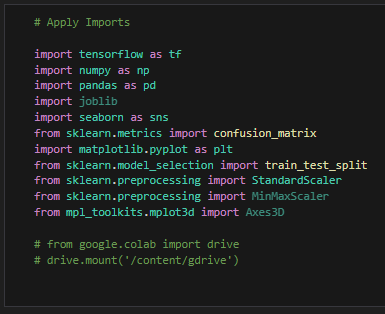 # Apply Imports
import tensorflow as tf
import numpy as np
import pandas as pd
import joblib
import seaborn as sns
from sklearn.metrics import confusion_matrix
import matplotlib.pyplot as plt
from sklearn.model_selection import train_test_split
from sklearn.preprocessing import StandardScaler
from sklearn.preprocessing import MinMaxScaler
from mpl_toolkits.mplot3d import Axes3D
# from google.colab import drive
# drive.mount('/content/gdrive')